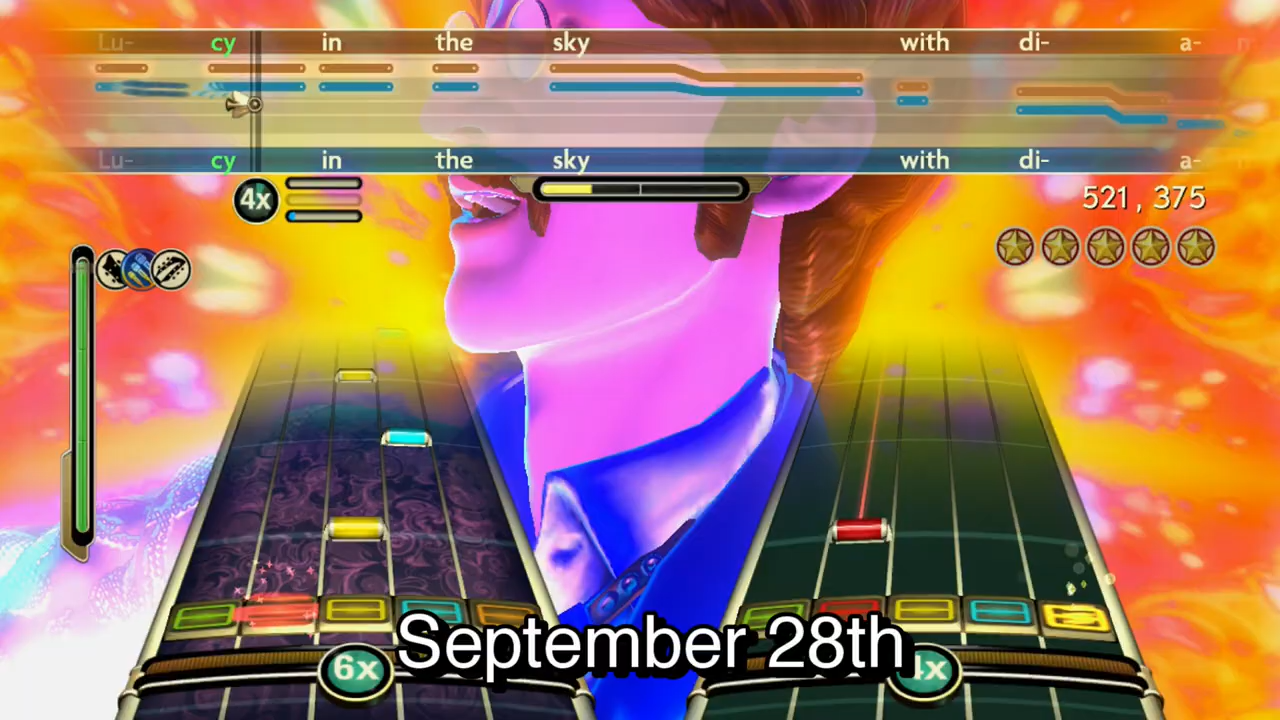 Lu- cy in the sky with di- a-
Lu- cy in the sky with di- a-
4x
521, 375
September 28th
6x 4x